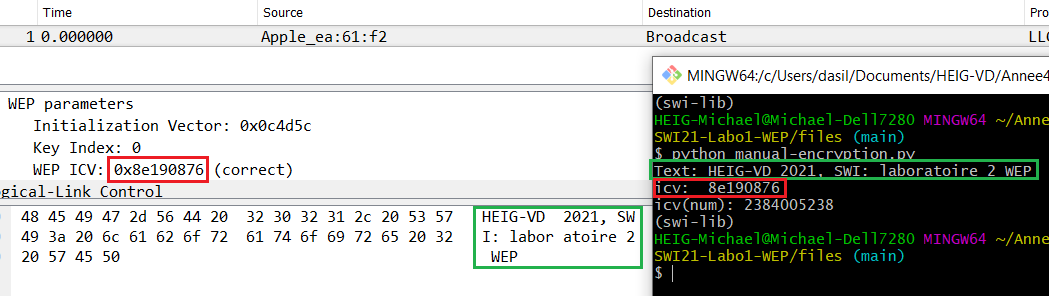 Time Source Destination Pro
1 0.000000 Apple_ea:61:f2 Broadcast LLC
WEP parameters
Initialization Vector: 0x0c4d5c
Key Index: 0
WEP ICV: 0x8e190876 (correct)
ogical-Link Control
48 45 49 47 2d 56 44 20 32 30 32 31 2c 20 53 57 HEIG-VD 2021, SW
49 3a 20 6c 61 62 6f 72 61 74 6f 69 72 65 20 32 I: labor atoire 2
20 57 45 50 WEP
MINGW64:/c/Users/dasil/Documents/HEIG-VD/Annee4
(swi-lib)
HEIG-Michael@Michael-Dell7280 MINGW64 ~/Anne
SWI21-Labo1-WEP/files (main)
$ python manual-encryption.py
Text: HEIG-VD 2021, SWI: laboratoire 2 WEP
icv: 8e190876
icv(num): 2384005238
(swi-lib)
HEIG-Michael@Michael-Dell7280 MINGW64 ~/Anne
SWI21-Labo1-WEP/files (main)
$